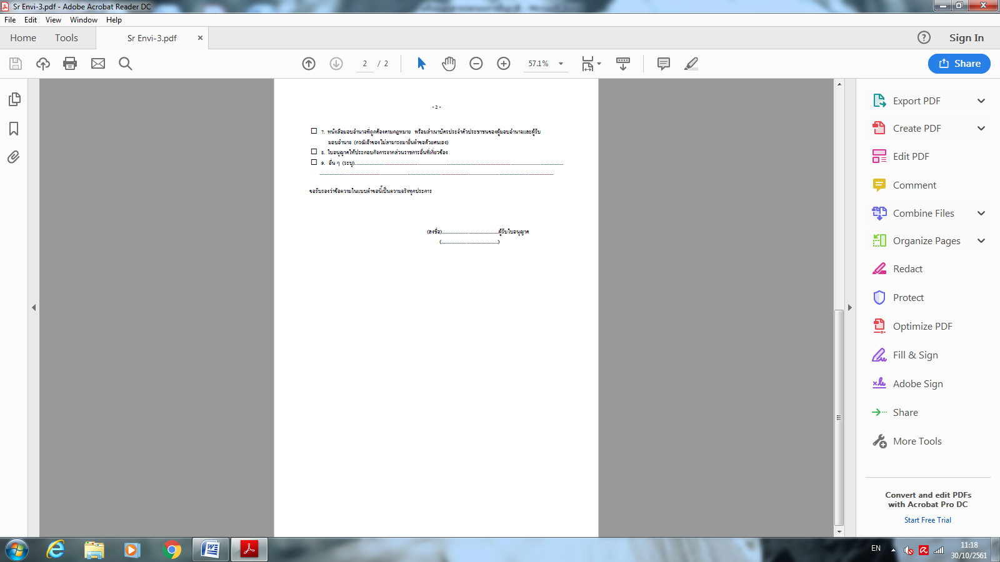 Sr Envi-3.pdf - Adobe Acrobat Reader DC
File Edit View Window Help
Home Tools Sr Envi-3.pdf × ? Sign In
2 / 2 57.1% Share
- 2 -
7. หนังสือมอบอำนาจที่ถูกต้องตามกฎหมาย พร้อมสำเนาบัตรประจำตัวประชาชนของผู้มอบอำนาจและผู้รับ
มอบอำนาจ (กรณีเจ้าของไม่สามารถมายื่นคำขอด้วยตนเอง)
8. ใบอนุญาตให้ประกอบกิจการจากส่วนราชการอื่นที่เกี่ยวข้อง
9. อื่น ๆ (ระบุ)..........
ขอรับรองว่าข้อความในแบบคำขอนี้เป็นความจริงทุกประการ
(ลงชื่อ)..........ผู้รับใบอนุญาต
(..........)
Export PDF
Create PDF
Edit PDF
Comment
Combine Files
Organize Pages
Redact
Protect
Optimize PDF
Fill & Sign
Adobe Sign
Share
More Tools
Convert and edit PDFs
with Acrobat Pro DC
Start Free Trial
EN
11:18
30/10/2561